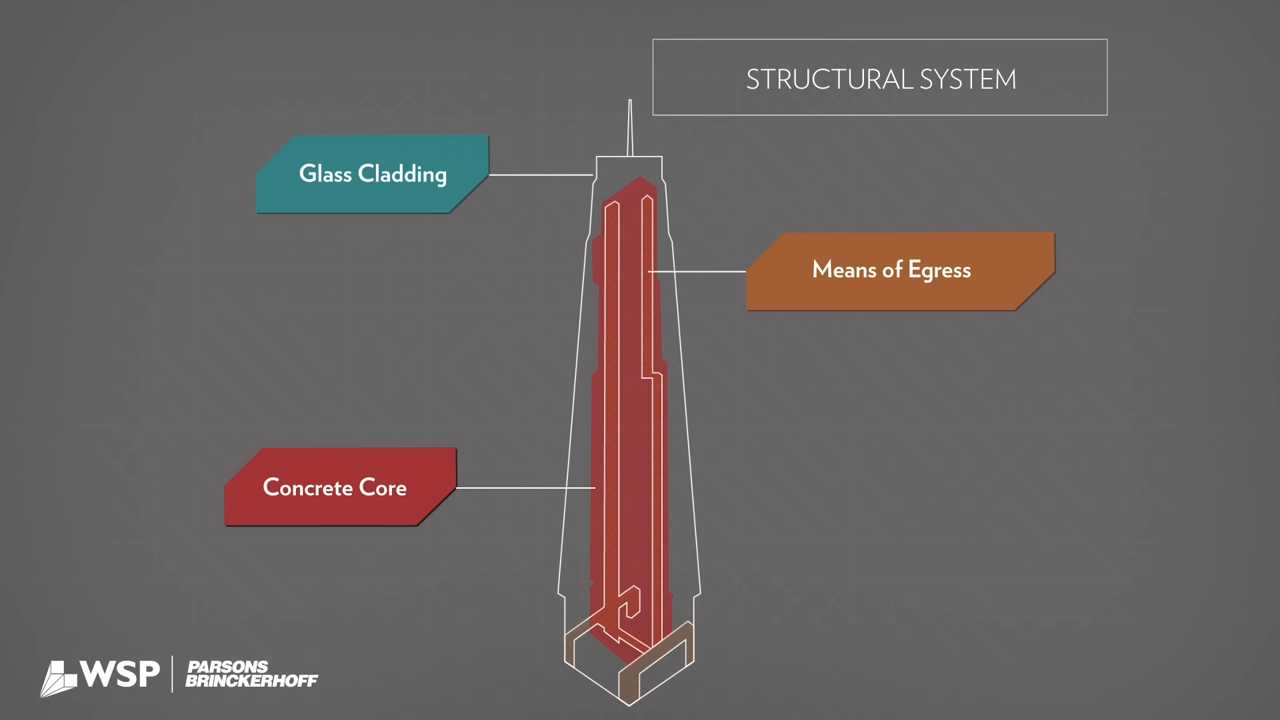 STRUCTURAL SYSTEM
Glass Cladding
Means of Egress
Concrete Core
WSP
PARSONS
BRINCKERHOFF